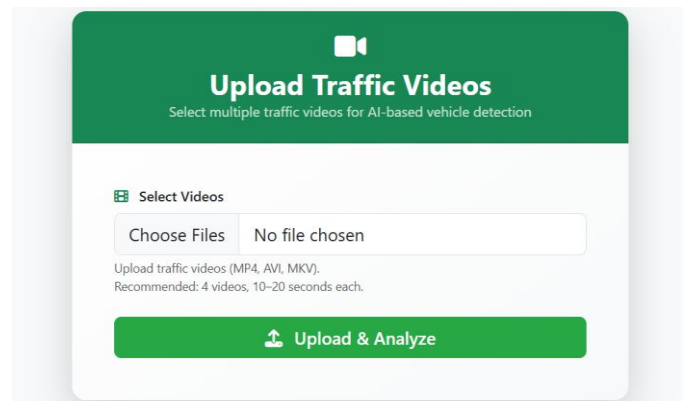 Upload Traffic Videos
Select multiple traffic videos for AI-based vehicle detection
Select Videos
Choose Files No file chosen
Upload traffic videos (MP4, AVI, MKV).
Recommended: 4 videos, 10–20 seconds each.
Upload & Analyze